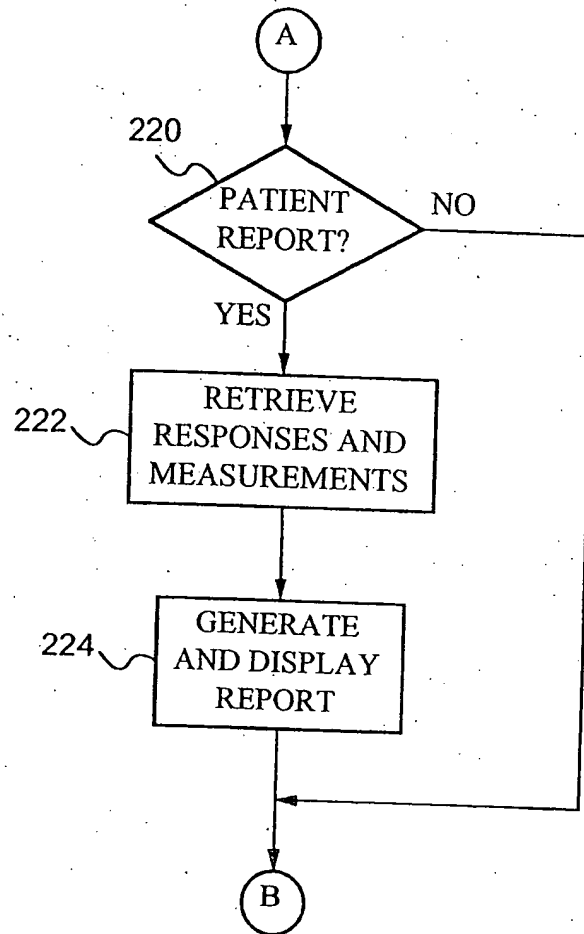 A
220
PATIENT
REPORT?
NO
YES
222
RETRIEVE
RESPONSES AND
MEASUREMENTS
224
GENERATE
AND DISPLAY
REPORT
B